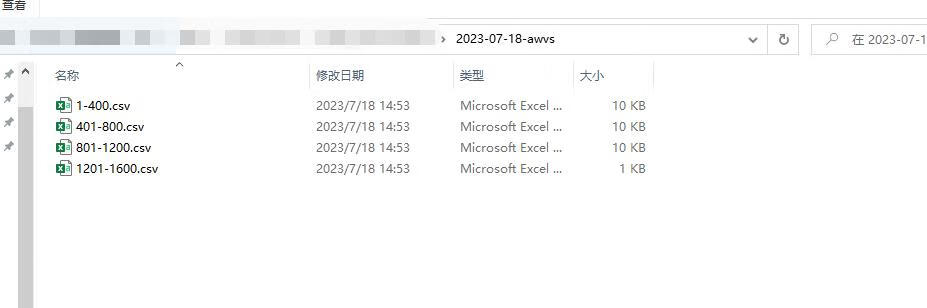 查看
2023-07-18-awvs
在 2023-07-1
名称 修改日期 类型 大小
1-400.csv 2023/7/18 14:53 Microsoft Excel ... 10 KB
401-800.csv 2023/7/18 14:53 Microsoft Excel ... 10 KB
801-1200.csv 2023/7/18 14:53 Microsoft Excel ... 10 KB
1201-1600.csv 2023/7/18 14:53 Microsoft Excel ... 1 KB